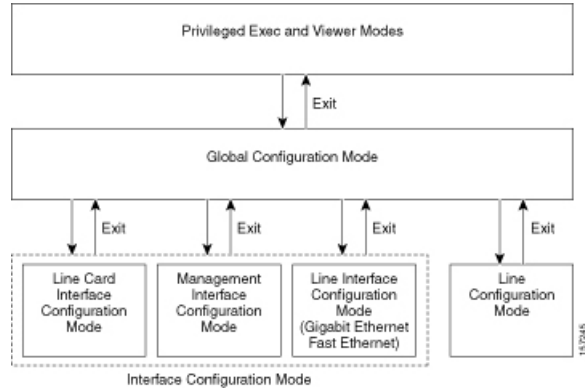 Privileged Exec and Viewer Modes
Exit
Global Configuration Mode
Exit
Exit
Exit
Exit
Line Card
Interface
Configuration
Mode
Management
Interface
Configuration
Mode
Line Interface
Configuration
Mode
(Gigabit Ethernet
Fast Ethernet)
Line
Configuration
Mode
Interface Configuration Mode
157245